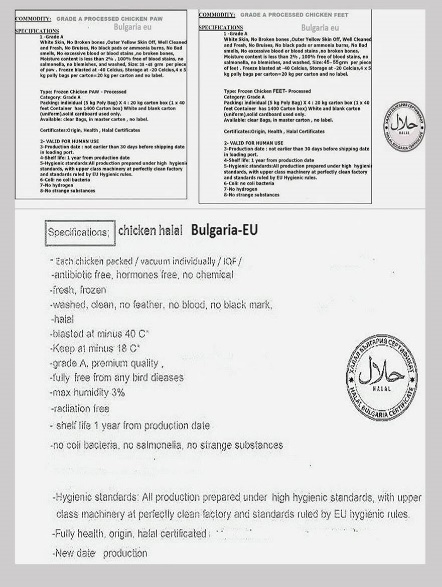 COMMODITY: GRADE A PROCESSED CHICKEN PAW
Bulgaria eu
SPECIFICATIONS
1 -Grade A
White Skin, No Broken bones ,Outer Yellow Skin Off, Well Cleaned
and Fresh, No Bruises, No black pads or ammonia burns, No Bad
smells, No excessive blood or blood stains ,no broken bones,
Moisture content is less than 2% , 100% free of blood stains, no
salmonella, no blemishes, and washed, Size: gm per piece
of paw . Freeze blasted at -40 Celcius, Storage at -20 Celcius,4 x 5
kg polly bags per carton=20 kg per carton and no label.
Type: Frozen Chicken PAW - Processed
Category: Grade A
Packing: Individual (5 kg Poly Bag) X 4 : 20 kg carton Box (1 x 40
feet Container has 1400 Carton Box) White and blank carton
(uniform),solid cardboard used only.
Available: clear Bags, in master carton , no label.
Certificates:Origin, Health , Halal Certificates
2- VALID FOR HUMAN USE
3-Production date : not earlier than 30 days before shipping date
in loading port.
4-Shelf life: 1 year from production date
5-Hygienic standards:All production prepared under high hygienic
standards, with upper class machinery at perfectly clean factory
and standards ruled by EU Hygienic rules.
6-Coli: no coli bacteria
7-No hydrogen
8-No strange substances
COMMODITY: GRADE A PROCESSED CHICKEN FEET
Bulgaria eu
SPECIFICATIONS
1 -Grade A
White Skin, No Broken bones ,Outer Yellow Skin Off, Well Cleaned
and Fresh, No Bruises, No black pads or ammonia burns, No Bad
smells, No excessive blood or blood stains ,no broken bones,
Moisture content is less than 2% , 100% free of blood stains, no
salmonella, no blemishes, and washed, Size:45- 55gm per piece
of feet . Freeze blasted at -40 Celcius, Storage at -20 Celcius,4 x 5
kg polly bags per carton=20 kg per carton and no label.
Type: Frozen Chicken FEET- Processed
Category: Grade A
Packing: Individual (5 kg Poly Bag) X 4 : 20 kg carton Box (1 x 40
feet Container has 1400 Carton Box) White and blank carton
(uniform),solid cardboard used only.
Available: clear Bags, in master carton , no label.
Certificates:Origin, Health , Halal Certificates
2- VALID FOR HUMAN USE
3-Production date : not earlier than 30 days before shipping date
in loading port.
4-Shelf life: 1 year from production date
5-Hygienic standards:All production prepared under high hygienic
standards, with upper class machinery at perfectly clean factory
and standards ruled by EU Hygienic rules.
6-Coli: no coli bacteria
7-No hydrogen
8-No strange substances
حلال
HALAL
Specifications; chicken halal Bulgaria-EU
- Each chicken packed / vacuum individually / IQF /
-antibiotic free, hormones free, no chemical
-fresh, frozen
-washed, clean, no feather, no blood, no black mark,
-halal
-blasted at minus 40 C*
-Keep at minus 18 C*
-grade A, premium quality ,
-fully free from any bird dieases
-max humidity 3%
-radiation free
- shelf life 1 year from production date
-no coli bacteria, no salmonella, no strange substances
ХАЛАЛ БЪЛГАРИЯ СЕРТИФИКАТ
حلال
HALAL
HALAL BULGARIA CERTIFICATE
-Hygienic standards: All production prepared under high hygienic standards, with upper
class machinery at perfectly clean factory and standards ruled by EU hygienic rules.
-Fully health, origin, halal certificated
-New date production